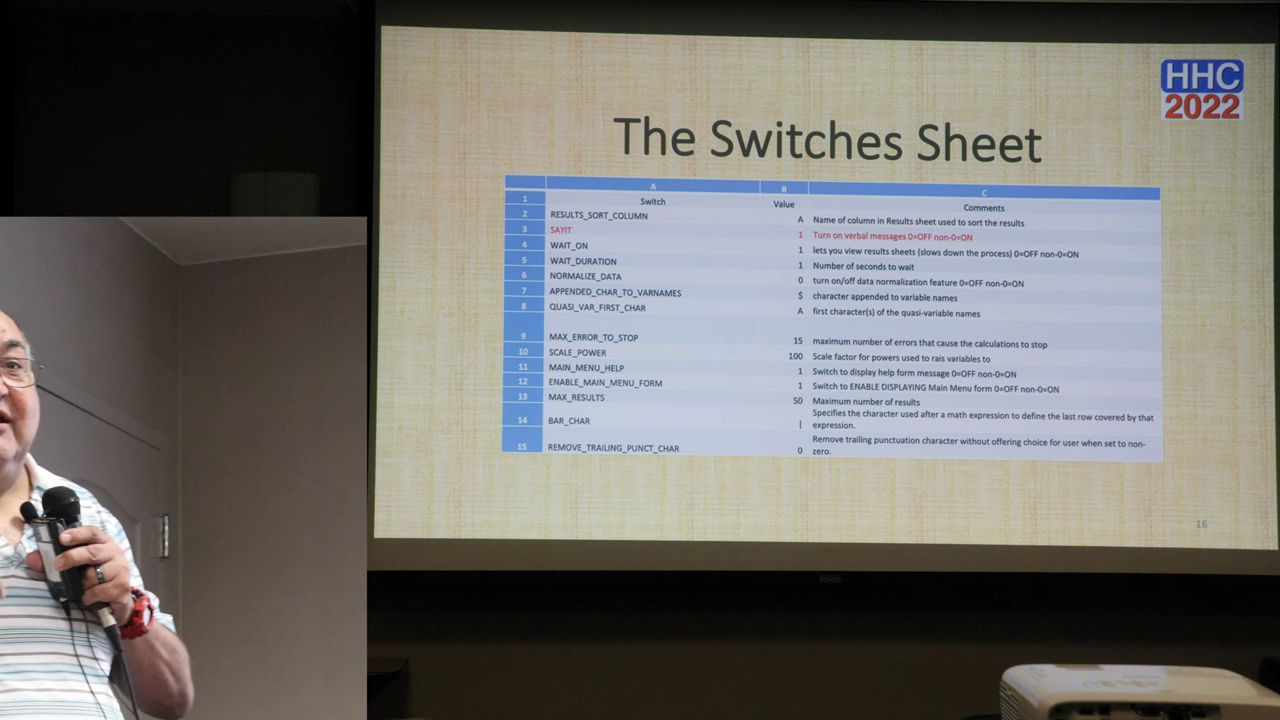 HHC
2022
The Switches Sheet
A B C
1 Switch Value Comments
2 RESULTS_SORT_COLUMN A Name of column in Results sheet used to sort the results
3 SAYIT 1 Turn on verbal messages 0=OFF non-0=ON
4 WAIT_ON 1 lets you view results sheets (slows down the process) 0=OFF non-0=ON
5 WAIT_DURATION 1 Number of seconds to wait
6 NORMALIZE_DATA 0 turn on/off data normalization feature 0=OFF non-0=ON
7 APPENDED_CHAR_TO_VARNAMES $ character appended to variable names
8 QUASI_VAR_FIRST_CHAR A first character(s) of the quasi-variable names
9 MAX_ERROR_TO_STOP 15 maximum number of errors that cause the calculations to stop
10 SCALE_POWER 100 Scale factor for powers used to rais variables to
11 MAIN_MENU_HELP 1 Switch to display help form message 0=OFF non-0=ON
12 ENABLE_MAIN_MENU_FORM 1 Switch to ENABLE DISPLAYING Main Menu form 0=OFF non-0=ON
13 MAX_RESULTS 50 Maximum number of results
14 BAR_CHAR | Specifies the character used after a math expression to define the last row covered by that
expression.
15 REMOVE_TRAILING_PUNCT_CHAR 0 Remove trailing punctuation character without offering choice for user when set to non-
zero.
16